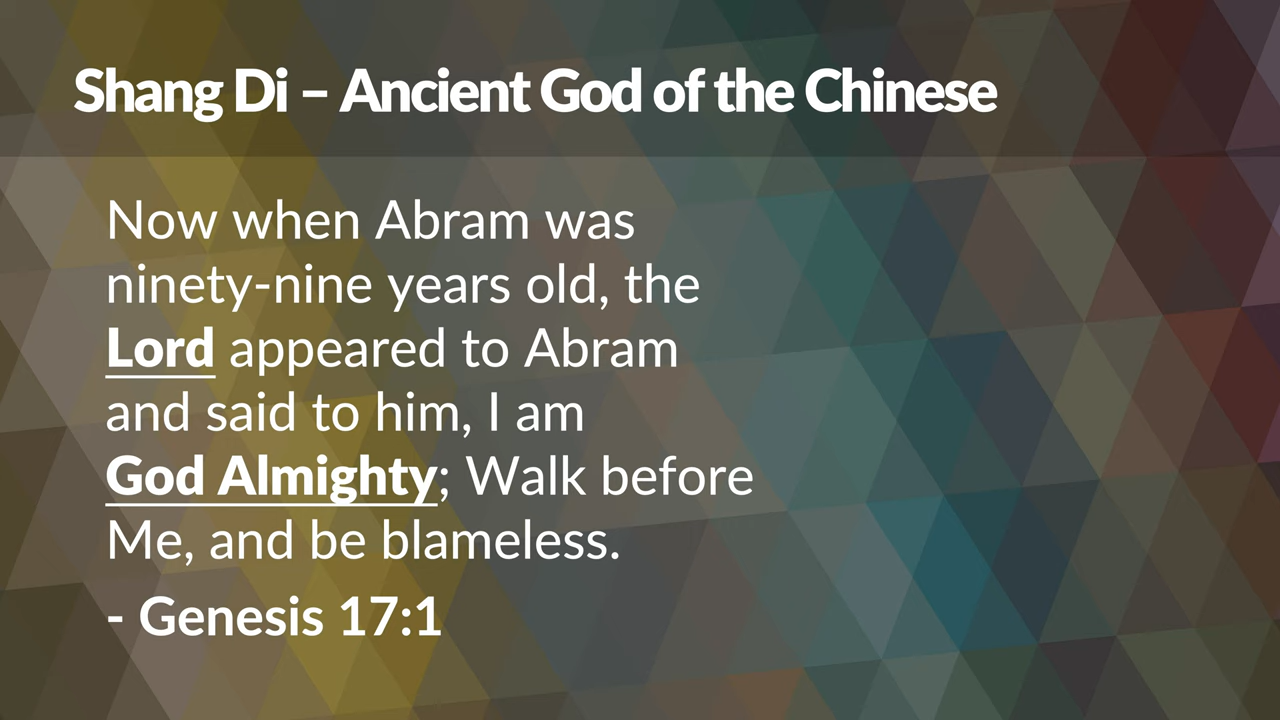 Shang Di – Ancient God of the Chinese
Now when Abram was
ninety-nine years old, the
Lord appeared to Abram
and said to him, I am
God Almighty; Walk before
Me, and be blameless.
- Genesis 17:1